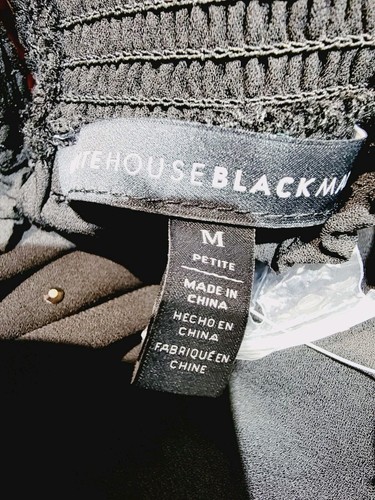 TEHOUSEBLACKMA
M
PETITE
MADE IN
CHINA
HECHO EN
CHINA
FABRIQUÉ EN
CHINE